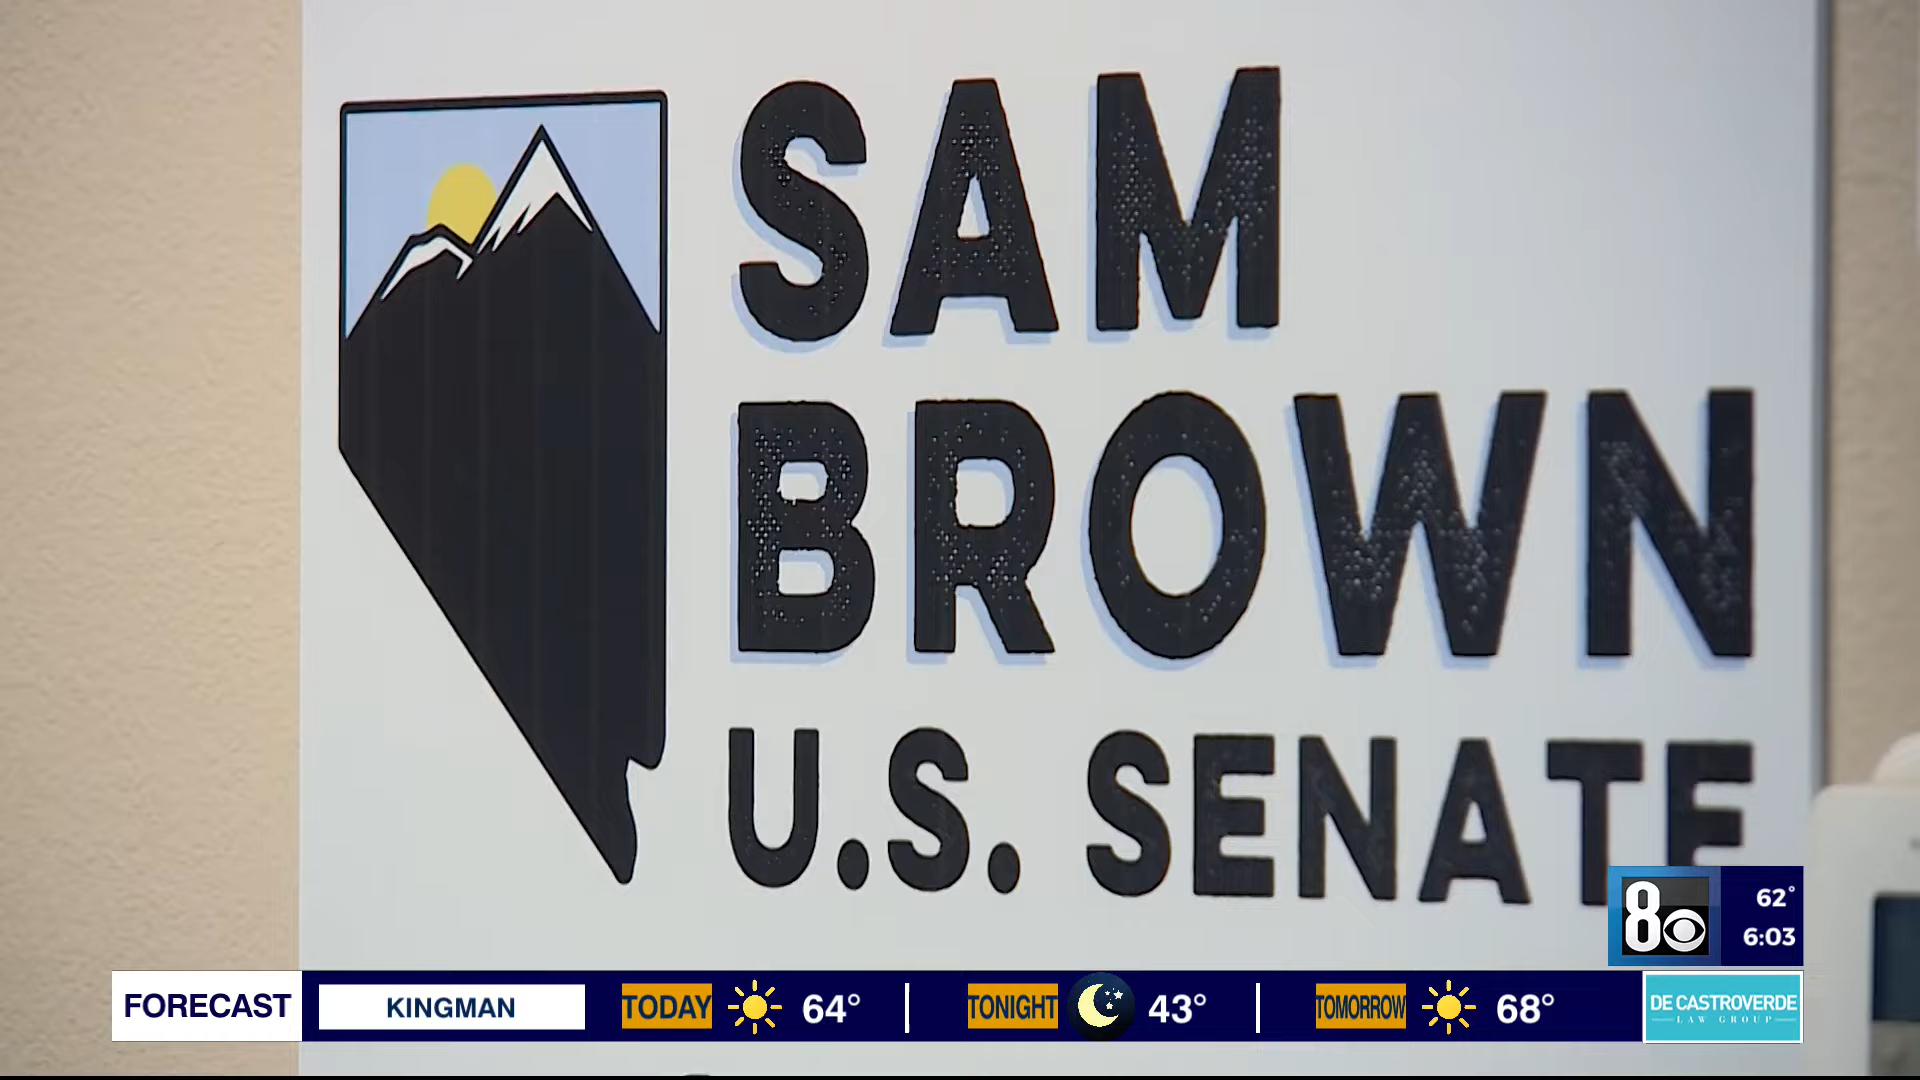 SAM
BROWN
U.S. SENATE
8
62°
6:03
FORECAST KINGMAN TODAY 64° TONIGHT 43° TOMORROW 68°
DE CASTROVERDE
LAW GROUP